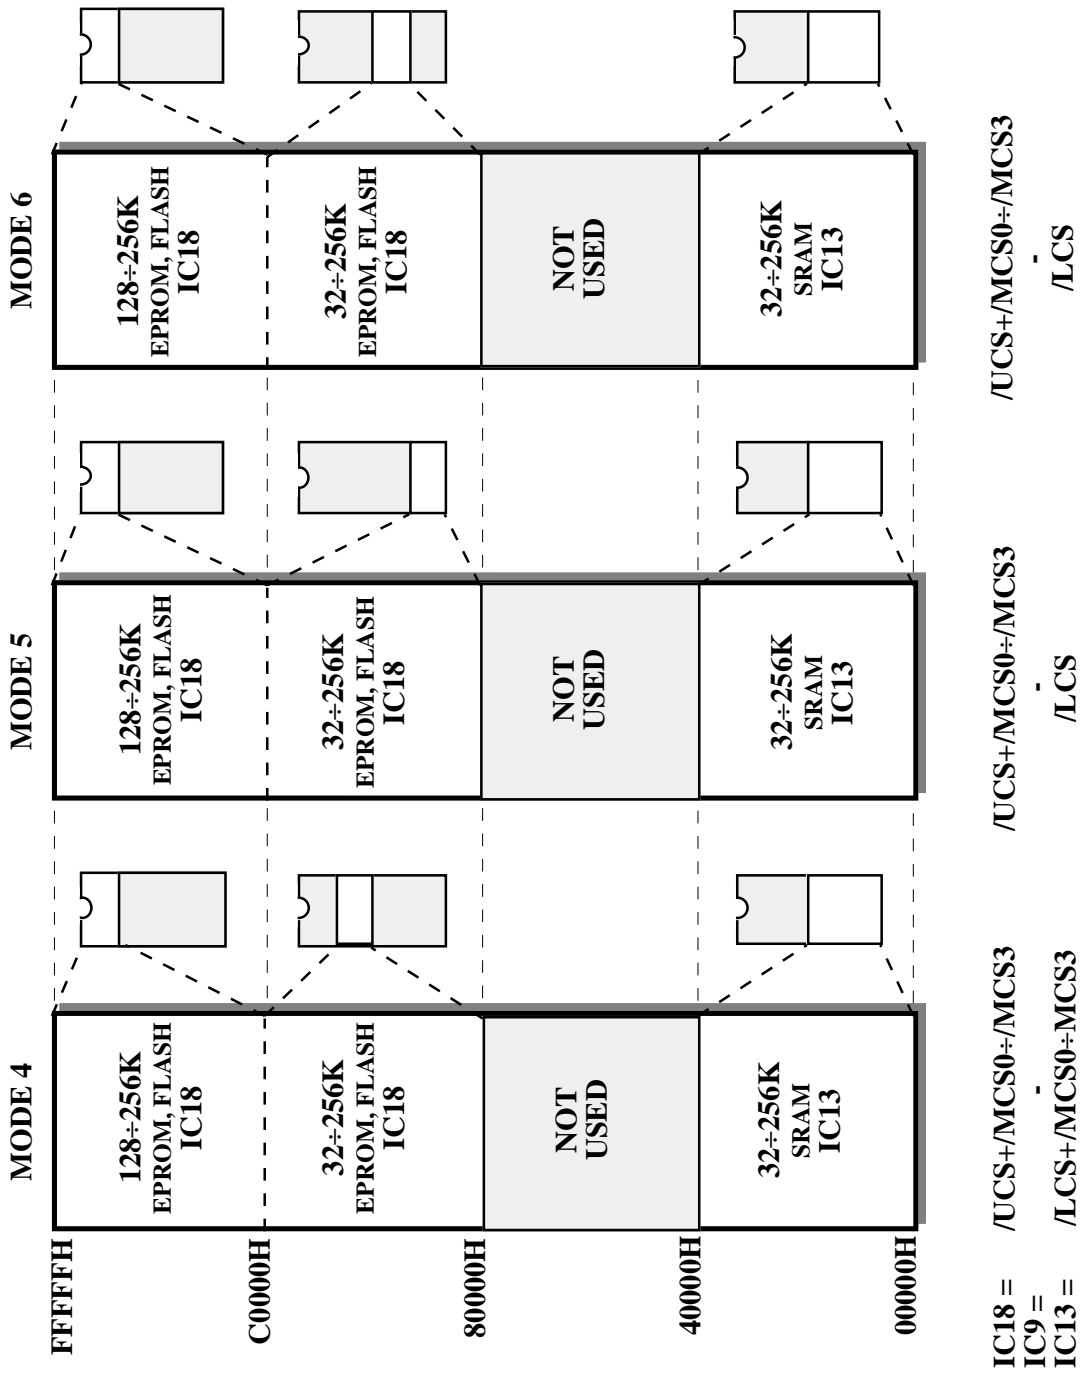 MODE 4
MODE 5
MODE 6
FFFFFH
128÷256K
EPROM, FLASH
IC18
128÷256K
EPROM, FLASH
IC18
128÷256K
EPROM, FLASH
IC18
C0000H
32÷256K
EPROM, FLASH
IC18
32÷256K
EPROM, FLASH
IC18
32÷256K
EPROM, FLASH
IC18
80000H
NOT
USED
NOT
USED
NOT
USED
40000H
32÷256K
SRAM
IC13
32÷256K
SRAM
IC13
32÷256K
SRAM
IC13
00000H
IC18 = /UCS+/MCS0÷/MCS3 /UCS+/MCS0÷/MCS3 /UCS+/MCS0÷/MCS3
IC9 = - - -
IC13 = /LCS+/MCS0÷MCS3 /LCS /LCS